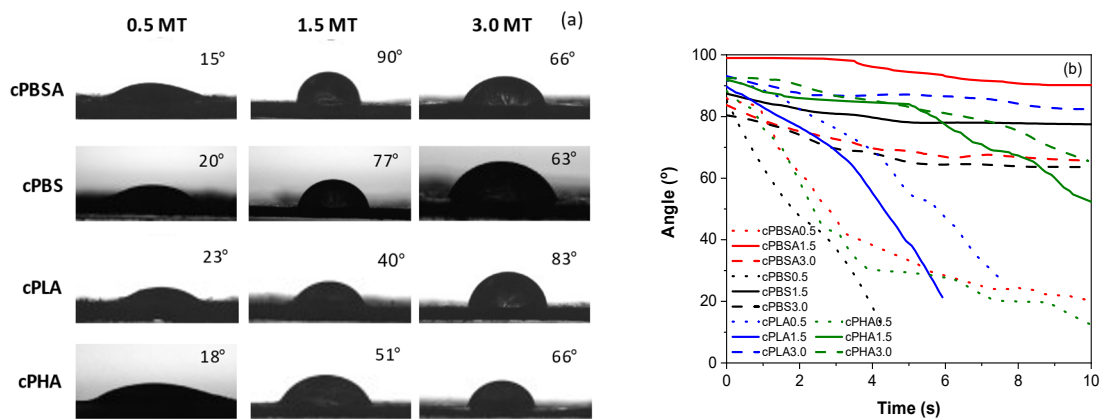 0.5 MT 1.5 MT 3.0 MT (a)
cPBSA 15° 90° 66°
cPBS 20° 77° 63°
cPLA 23° 40° 83°
cPHA 18° 51° 66°
(b)
100
80
60
40
20
0
Angle (º)
cPBSA0.5
cPBSA1.5
cPBSA3.0
cPBS0.5
cPBS1.5
cPBS3.0
cPLA0.5 cPHA0.5
cPLA1.5 cPHA1.5
cPLA3.0 cPHA3.0
0 2 4 6 8 10
Time (s)